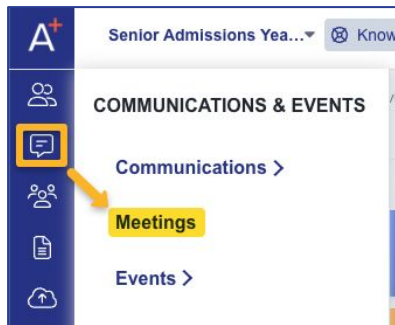 A+
Senior Admissions Yea...
Know
COMMUNICATIONS & EVENTS
Communications >
Meetings
Events >